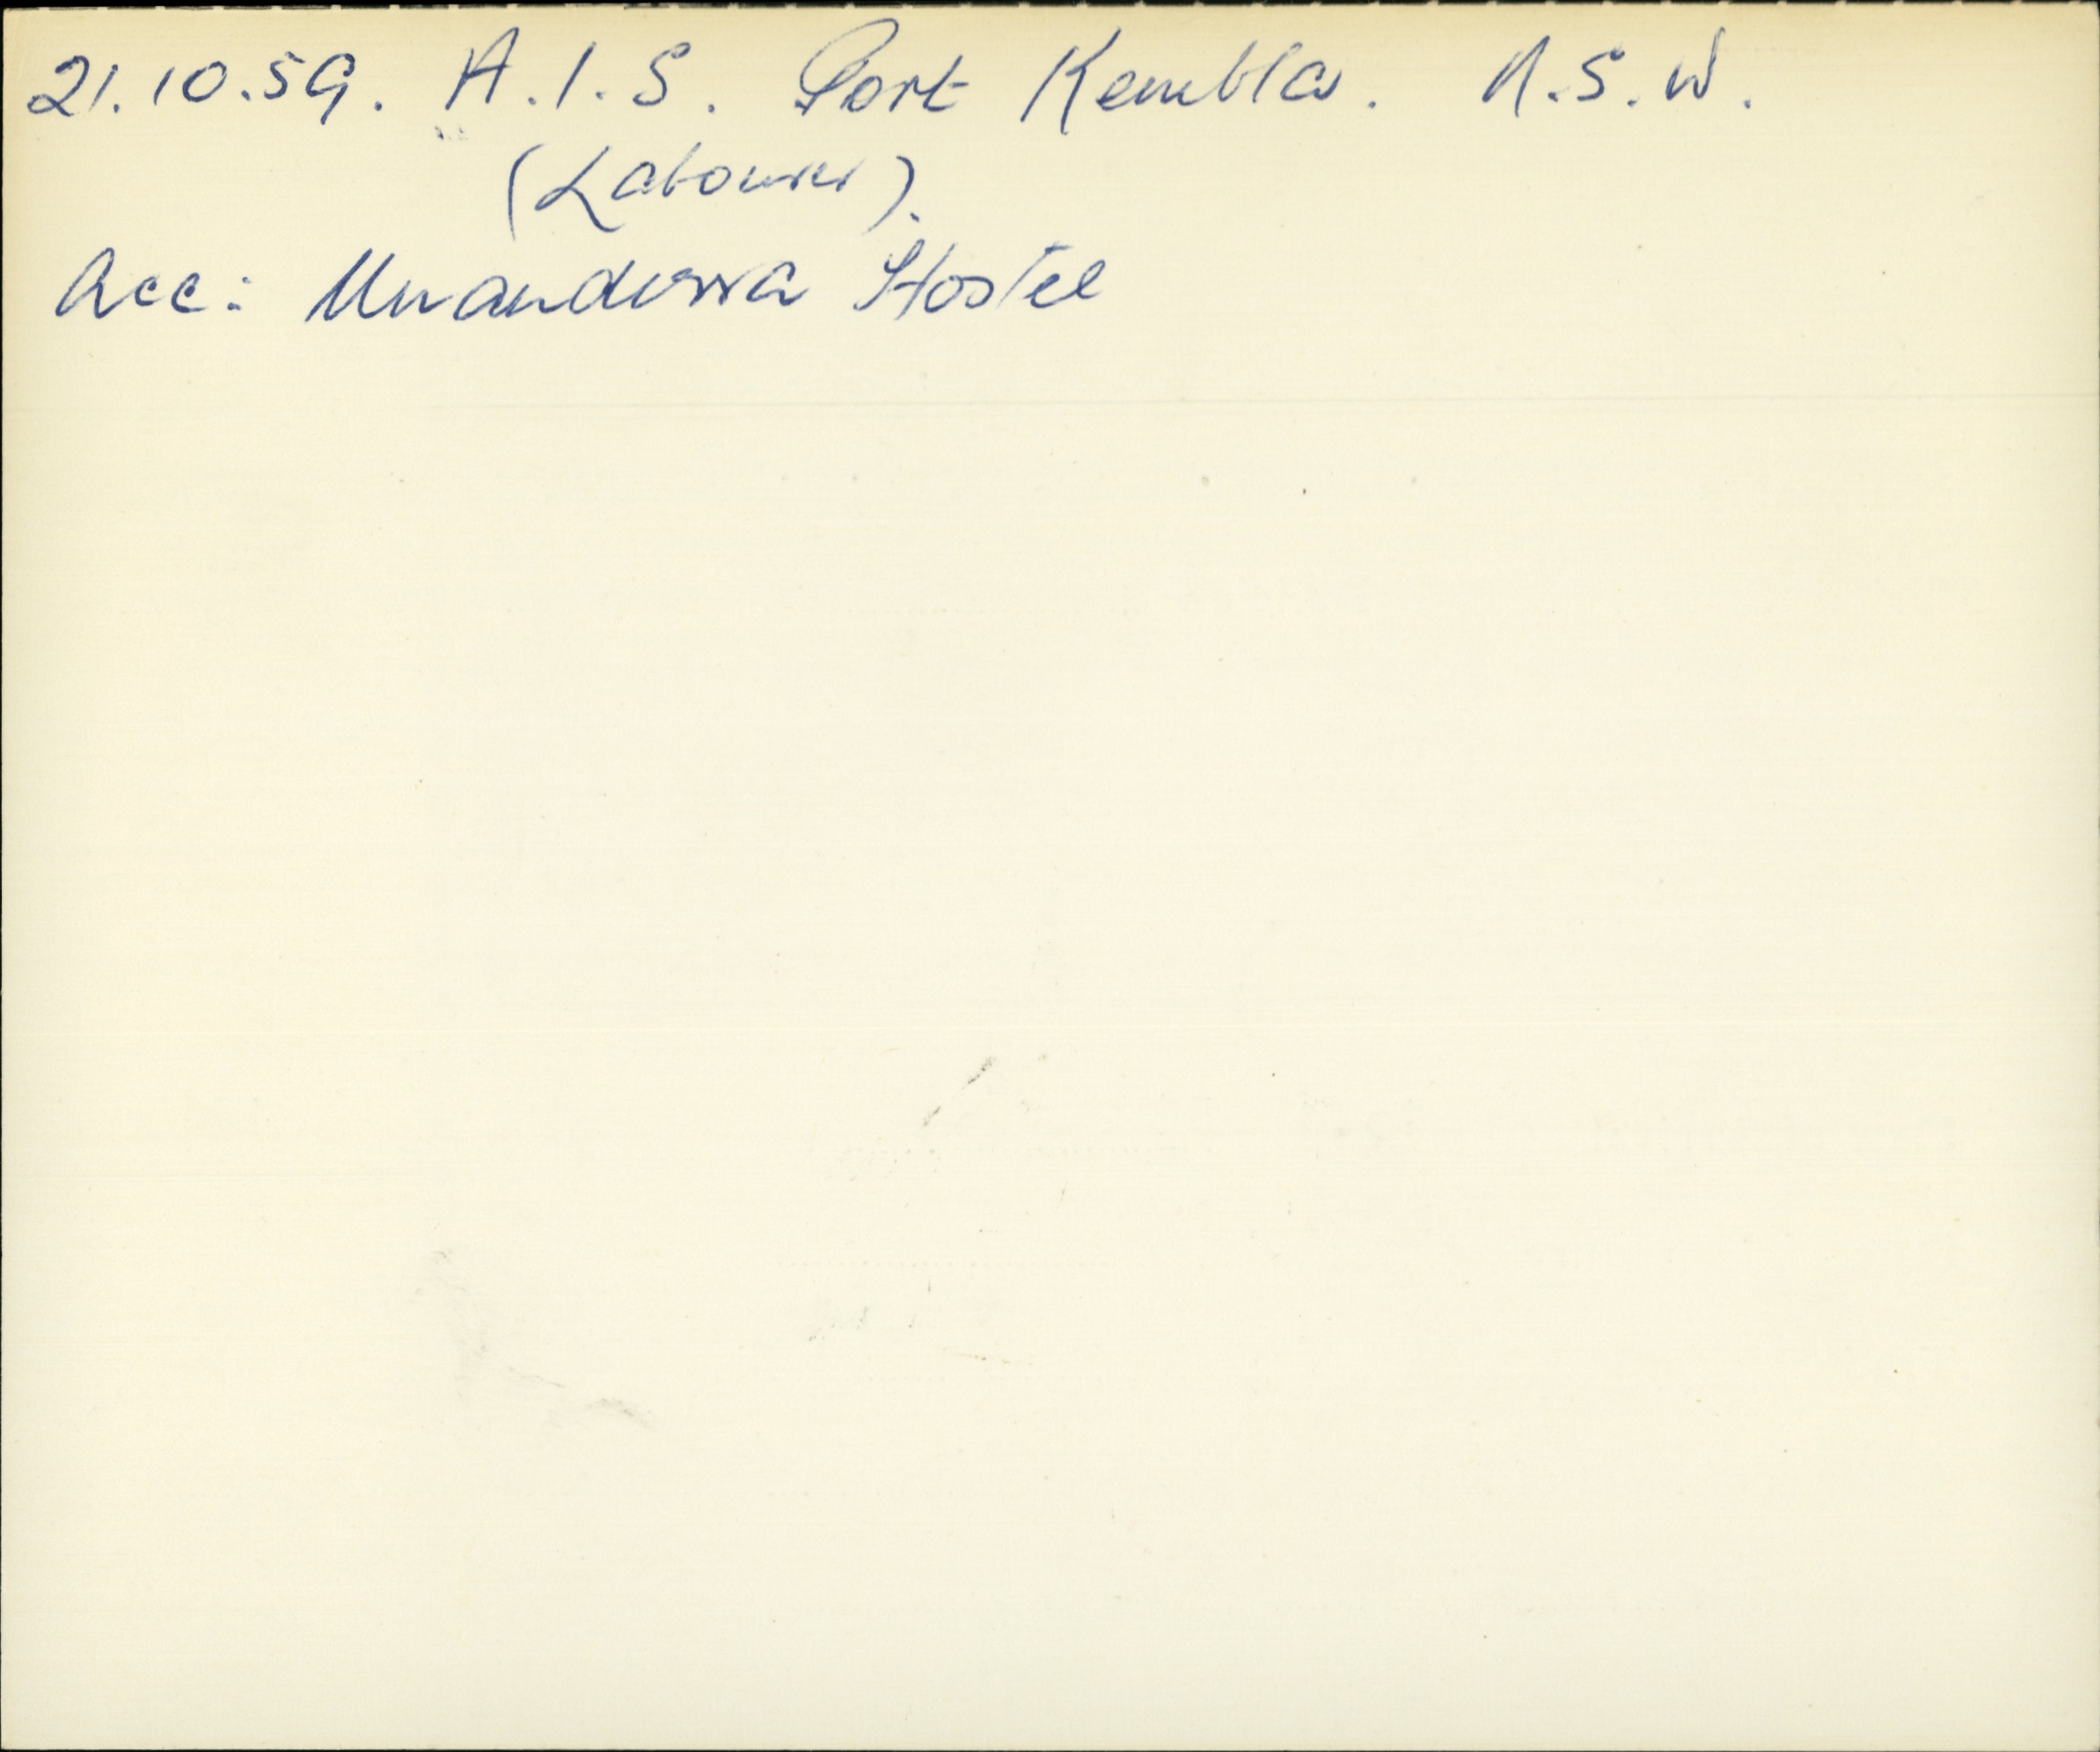 21.10.59. A.I.S. Port Kembla. N.S.W.
(Labourer).
Acc: Unanderra Hostel